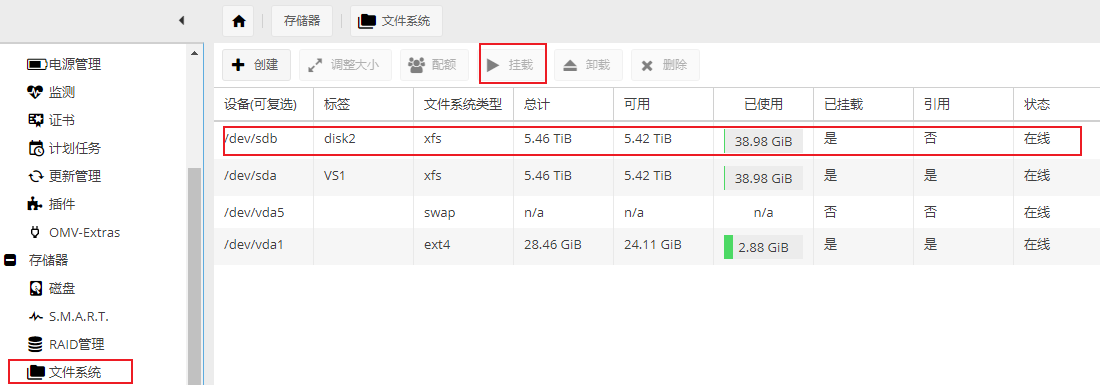 存储器 文件系统
创建 调整大小 配额 挂载 卸载 删除
电源管理
监测
证书
计划任务
更新管理
插件
OMV-Extras
存储器
磁盘
S.M.A.R.T.
RAID管理
文件系统
设备(可复选) 标签 文件系统类型 总计 可用 已使用 已挂载 引用 状态
/dev/sdb disk2 xfs 5.46 TiB 5.42 TiB 38.98 GiB 是 否 在线
/dev/sda VS1 xfs 5.46 TiB 5.42 TiB 38.98 GiB 是 是 在线
/dev/vda5 swap n/a n/a n/a 否 否 在线
/dev/vda1 ext4 28.46 GiB 24.11 GiB 2.88 GiB 是 是 在线